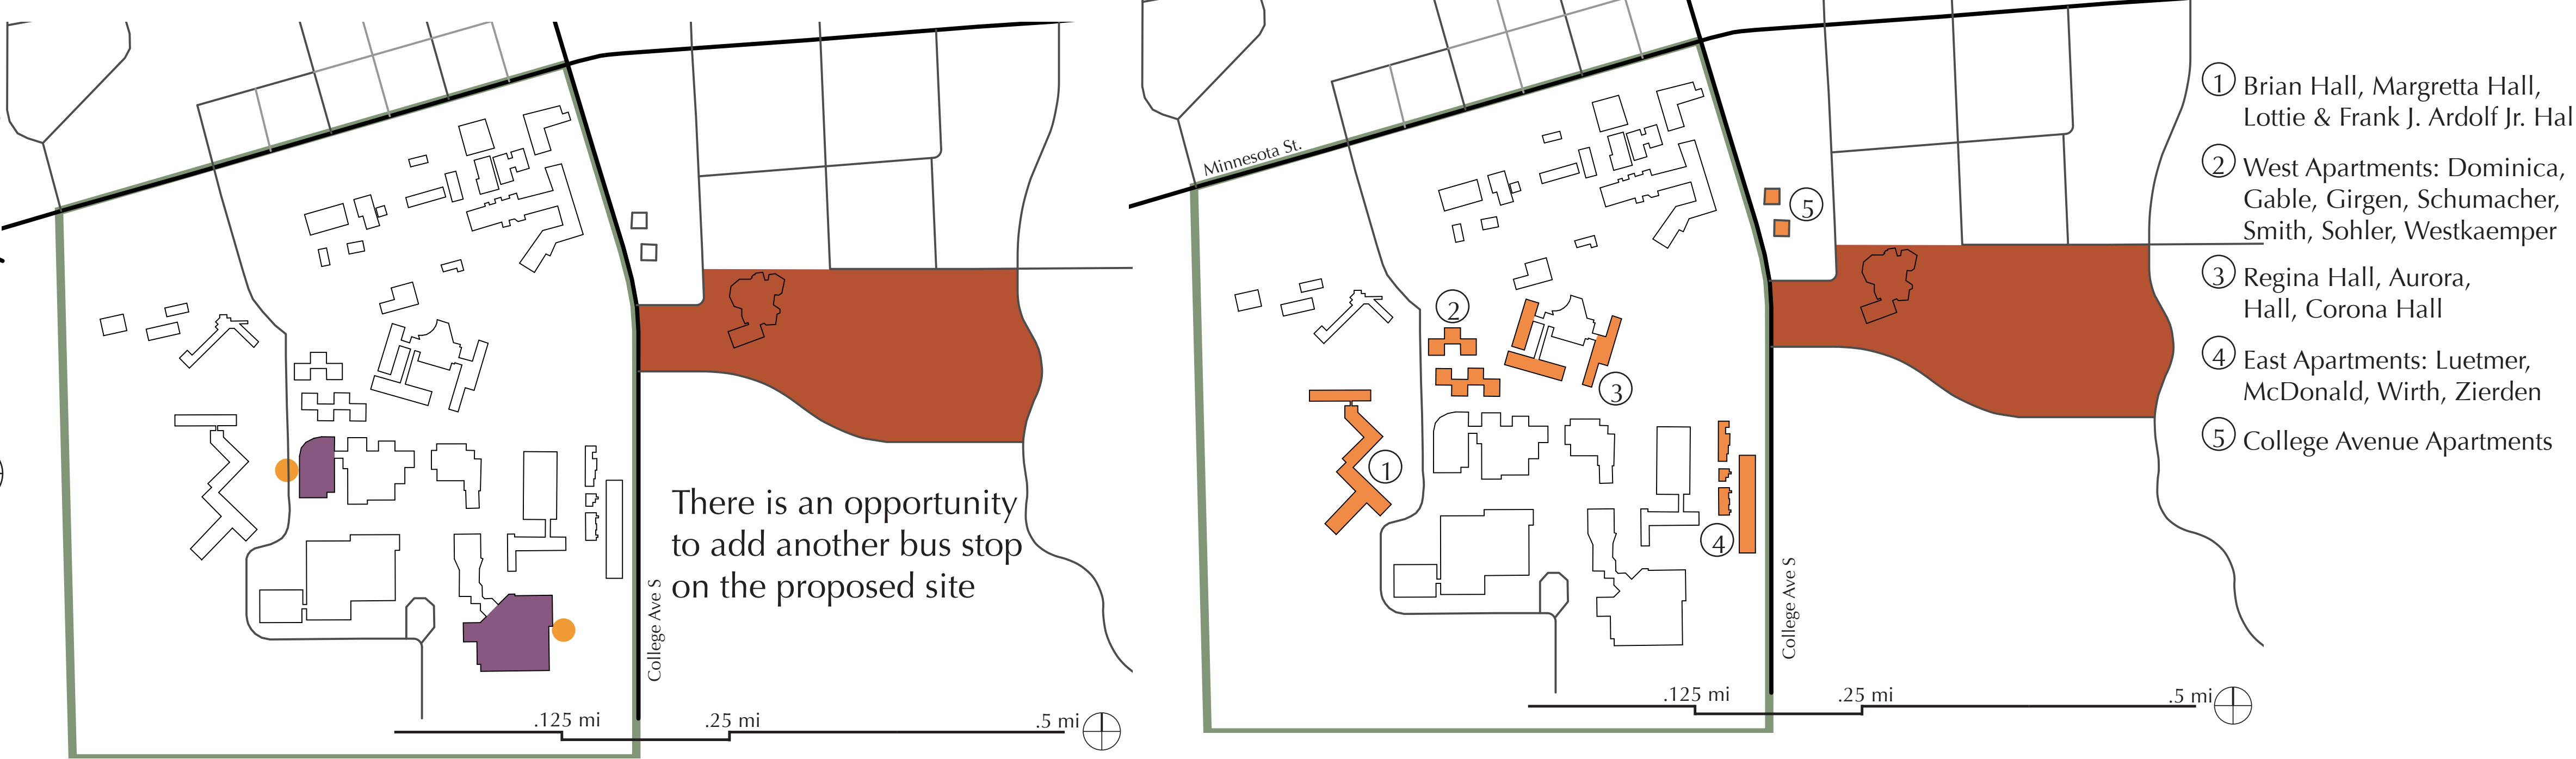 There is an opportunity
to add another bus stop
on the proposed site
College Ave S
.125 mi
.25 mi
.5 mi
Minnesota St.
1
2
3
4
5
College Ave S
.125 mi
.25 mi
.5 mi
1 Brian Hall, Margretta Hall,
Lottie & Frank J. Ardolf Jr. Hal
2 West Apartments: Dominica,
Gable, Girgen, Schumacher,
Smith, Sohler, Westkaemper
3 Regina Hall, Aurora,
Hall, Corona Hall
4 East Apartments: Luetmer,
McDonald, Wirth, Zierden
5 College Avenue Apartments